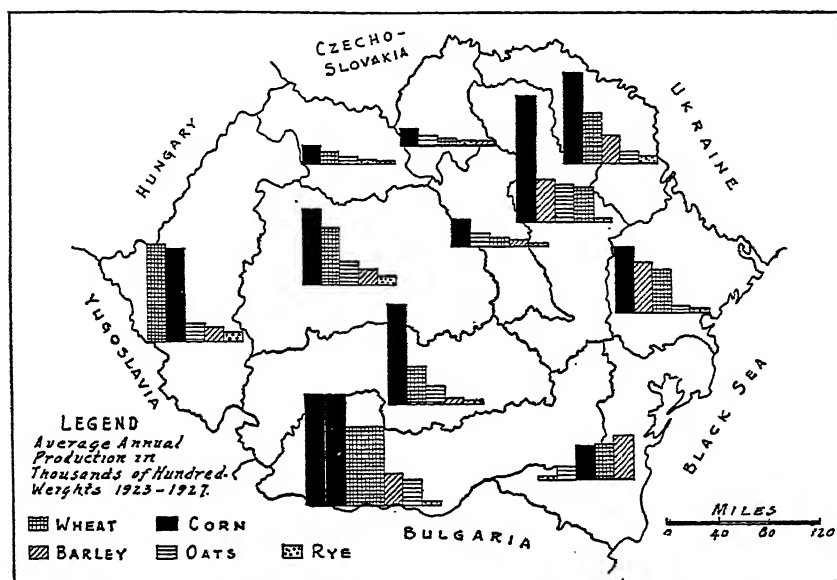 CZECHO-
SLOVAKIA
HUNGARY
UKRAINE
YUGOSLAVIA
BLACK SEA
BULGARIA
LEGEND
Average Annual
Production in
Thousands of Hundred-
Weights 1923-1927.
WHEAT CORN
BARLEY OATS RYE
MILES
0 40 80 120